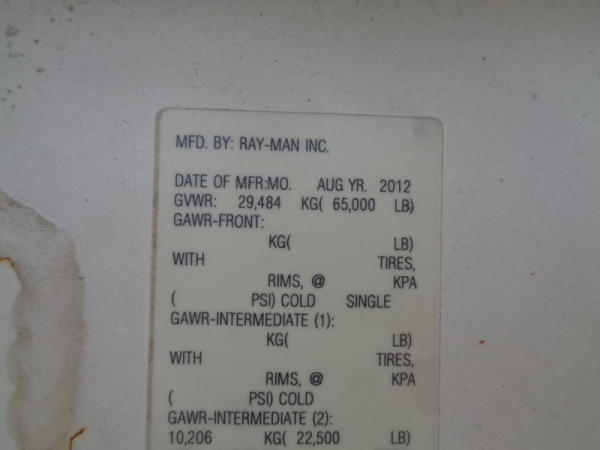 MFD. BY: RAY-MAN INC.
DATE OF MFR:MO. AUG YR. 2012
GVWR: 29,484 KG( 65,000 LB)
GAWR-FRONT:
KG( LB)
WITH TIRES,
RIMS, @ KPA
( PSI) COLD SINGLE
GAWR-INTERMEDIATE (1):
KG( LB)
WITH TIRES,
RIMS, @ KPA
( PSI) COLD
GAWR-INTERMEDIATE (2):
10,206 KG( 22,500 LB)